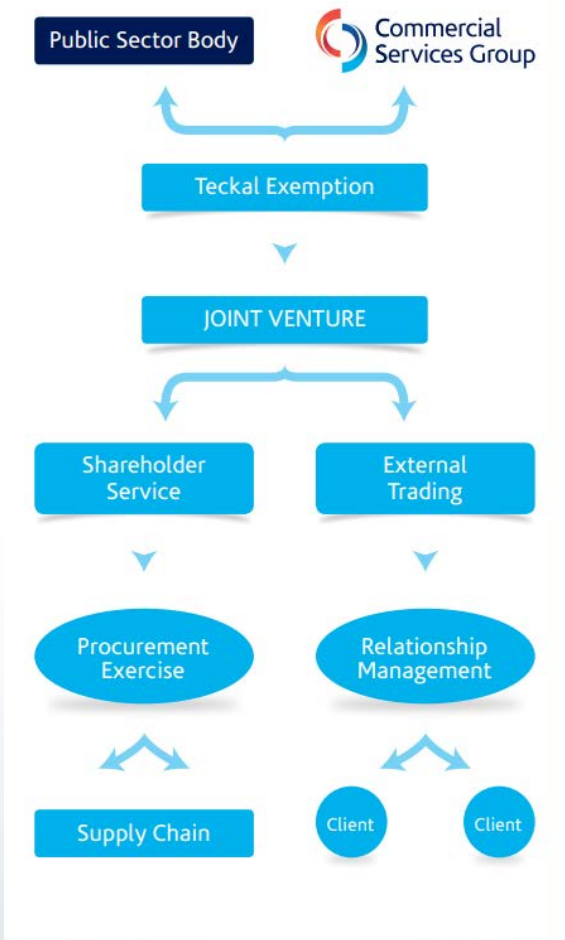 Public Sector Body
Commercial
Services Group
Teckal Exemption
JOINT VENTURE
Shareholder
Service
External
Trading
Procurement
Exercise
Relationship
Management
Supply Chain
Client
Client